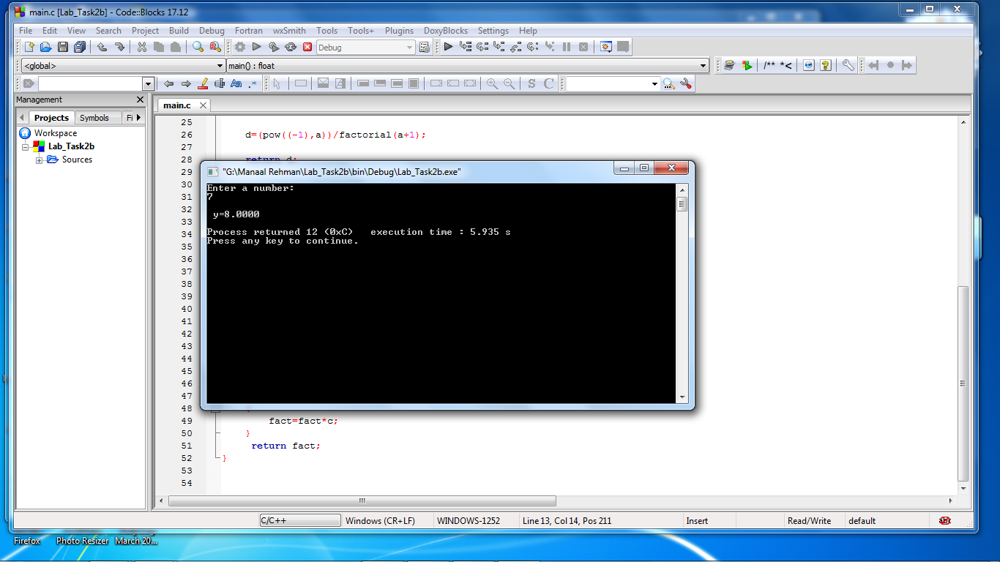 main.c [Lab_Task2b] - Code::Blocks 17.12
File Edit View Search Project Build Debug Fortran wxSmith Tools Tools+ Plugins DoxyBlocks Settings Help
Debug
<global> main() : float
/** *<
S C
Management
main.c
Projects Symbols Fi
Workspace
Lab_Task2b
Sources
25
26 d=(pow((-1),a))/factorial(a+1);
27
28 return d;
29
30
31
32
33
34
35
36
37
38
39
40
41
42
43
44
45
46
47
48
49 fact=fact*c;
50 }
51 return fact;
52 }
53
54
"G:\Manaal Rehman\Lab_Task2b\bin\Debug\Lab_Task2b.exe"
Enter a number:
7
y=8.0000
Process returned 12 (0xC) execution time : 5.935 s
Press any key to continue.
C/C++ Windows (CR+LF) WINDOWS-1252 Line 13, Col 14, Pos 211 Insert Read/Write default
Firefox Photo Resizer March 20...